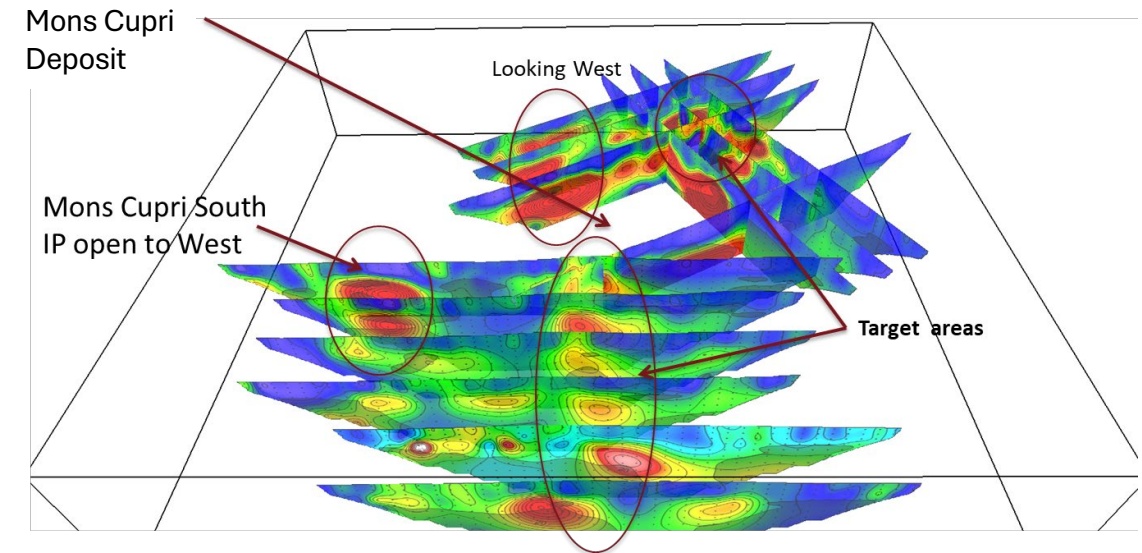 Mons Cupri
Deposit
Looking West
Mons Cupri South
IP open to West
Target areas